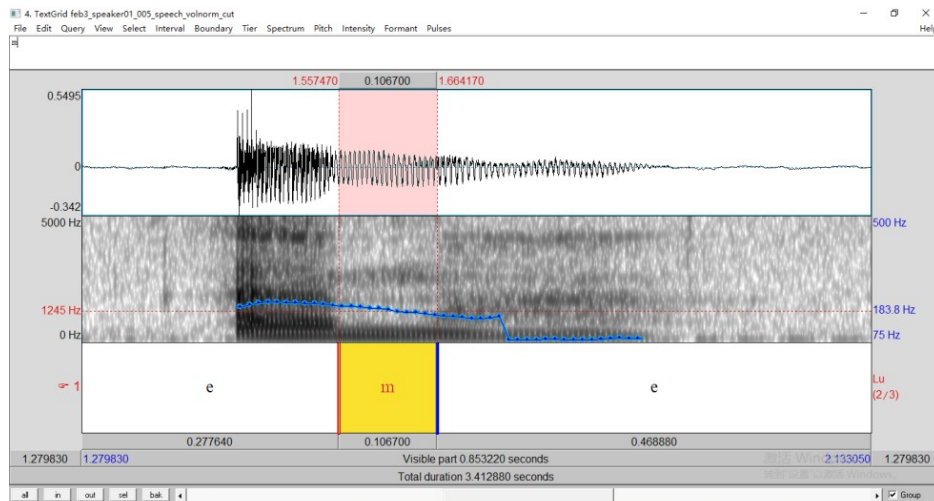 4. TextGrid feb3_speaker01_005_speech_volnorm_cut
File Edit Query View Select Interval Boundary Tier Spectrum Pitch Intensity Formant Pulses Help
m
1.557470 0.106700 1.664170
0.5495
0
-0.342
5000 Hz 500 Hz
1245 Hz 183.8 Hz
0 Hz 75 Hz
1 e m e Lu
(2/3)
0.277640 0.106700 0.468880
1.279830 1.279830 Visible part 0.853220 seconds 2.133050 1.279830
Total duration 3.412880 seconds
all in out sel bak Group